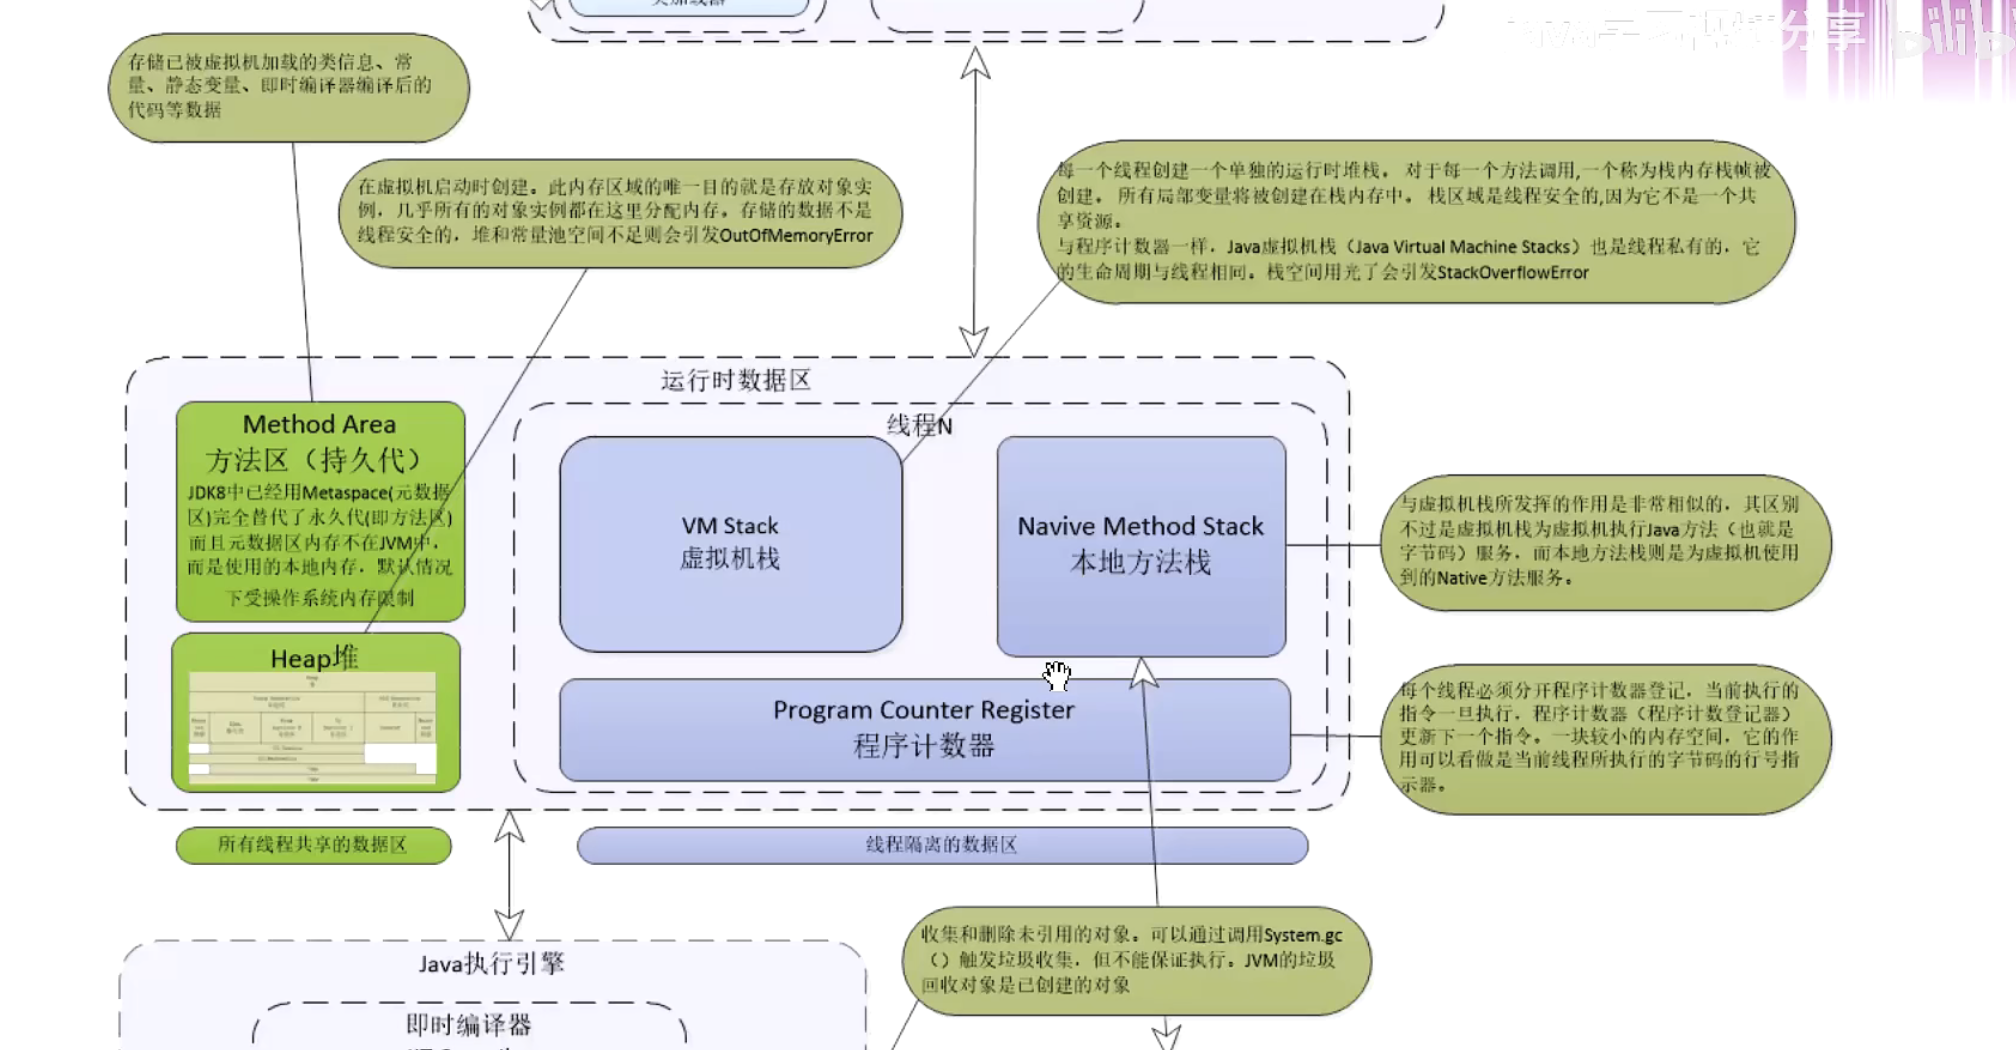 类加载器
分享
bilibili
存储已被虚拟机加载的类信息、常
量、静态变量、即时编译器编译后的
代码等数据
在虚拟机启动时创建。此内存区域的唯一目的就是存放对象实
例，几乎所有的对象实例都在这里分配内存。存储的数据不是
线程安全的，堆和常量池空间不足则会引发OutOfMemoryError
每一个线程创建一个单独的运行时堆栈， 对于每一个方法调用,一个称为栈内存栈帧被
创建， 所有局部变量将被创建在栈内存中， 栈区域是线程安全的,因为它不是一个共
享资源。
与程序计数器一样，Java虚拟机栈（Java Virtual Machine Stacks）也是线程私有的，它
的生命周期与线程相同。栈空间用光了会引发StackOverflowError
运行时数据区
Method Area
方法区（持久代）
JDK8中已经用Metaspace(元数据
区)完全替代了永久代(即方法区)
而且元数据区内存不在JVM中，
而是使用的本地内存，默认情况
下受操作系统内存限制
Heap堆
线程N
VM Stack
虚拟机栈
Navive Method Stack
本地方法栈
Program Counter Register
程序计数器
与虚拟机栈所发挥的作用是非常相似的，其区别
不过是虚拟机栈为虚拟机执行Java方法（也就是
字节码）服务，而本地方法栈则是为虚拟机使用
到的Native方法服务。
每个线程必须分开程序计数器登记，当前执行的
指令一旦执行，程序计数器（程序计数登记器）
更新下一个指令。一块较小的内存空间，它的作
用可以看做是当前线程所执行的字节码的行号指
示器。
所有线程共享的数据区
线程隔离的数据区
收集和删除未引用的对象。可以通过调用System.gc
（）触发垃圾收集，但不能保证执行。JVM的垃圾
回收对象是已创建的对象
Java执行引擎
即时编译器